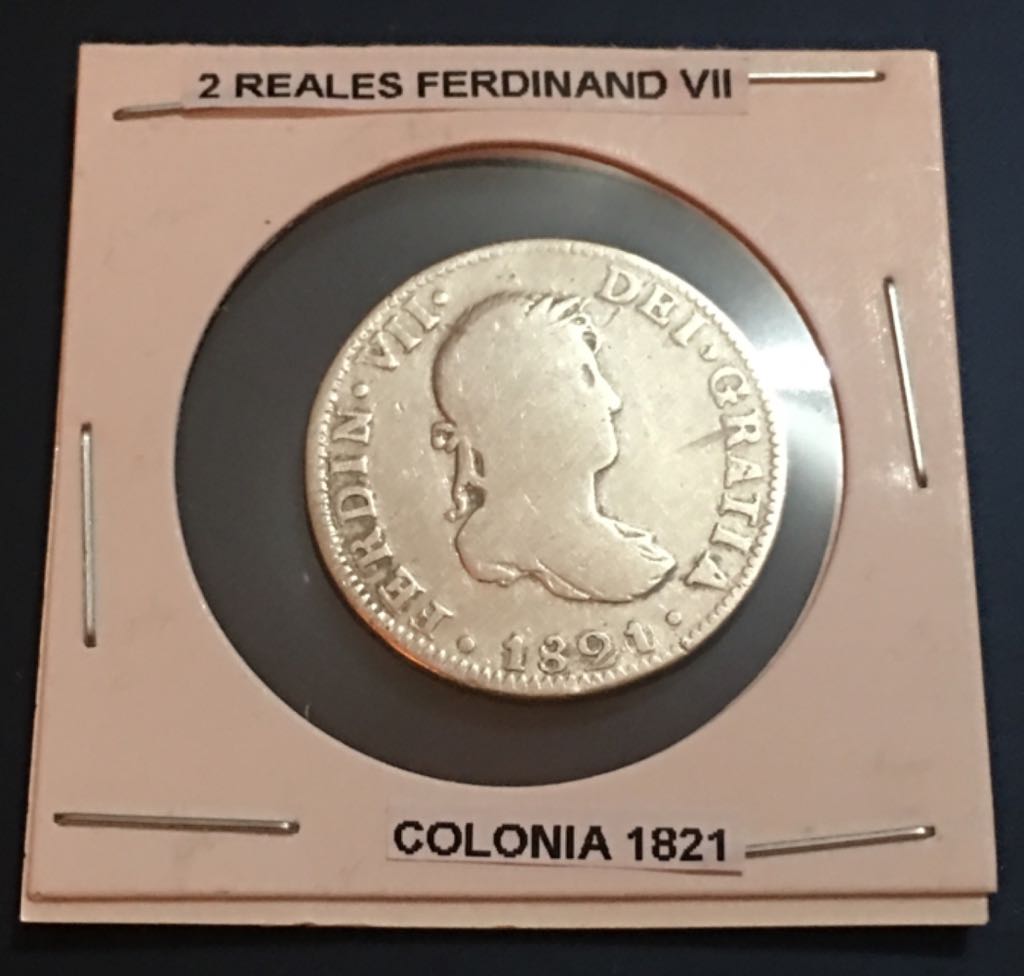 2 REALES FERDINAND VII
FERDIN · VII · DEI · GRATIA
· 1821 ·
COLONIA 1821